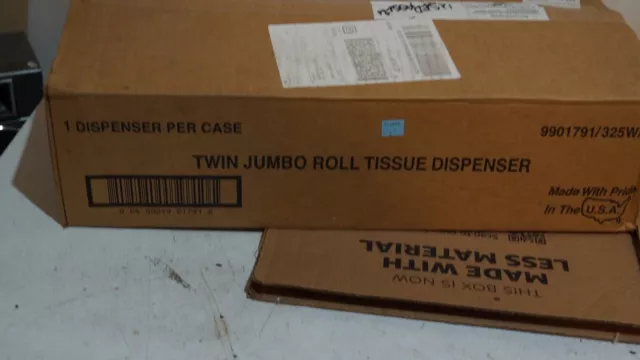 1 DISPENSER PER CASE
9901791/325W
TWIN JUMBO ROLL TISSUE DISPENSER
Made With Pride
In The U.S.A.
THIS BOX IS NOW
MADE WITH
LESS MATERIAL